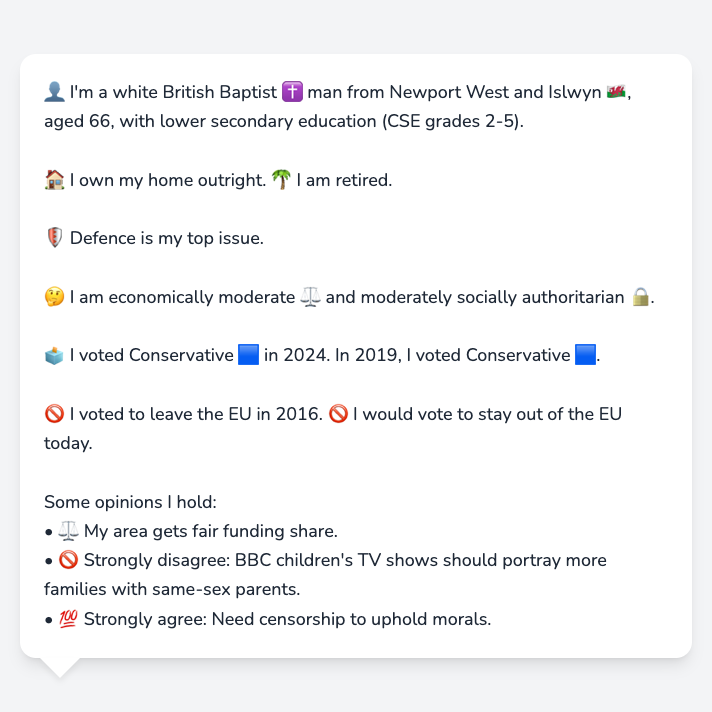 👤 I'm a white British Baptist ✝️ man from Newport West and Islwyn 🏴󠁧󠁢󠁷󠁬󠁳󠁿,
aged 66, with lower secondary education (CSE grades 2-5).
🏠 I own my home outright. 🌴 I am retired.
🛡️ Defence is my top issue.
🤔 I am economically moderate ⚖️ and moderately socially authoritarian 🔒.
🗳️ I voted Conservative 🟦 in 2024. In 2019, I voted Conservative 🟦.
🚫 I voted to leave the EU in 2016. 🚫 I would vote to stay out of the EU
today.
Some opinions I hold:
• ⚖️ My area gets fair funding share.
• 🚫 Strongly disagree: BBC children's TV shows should portray more
families with same-sex parents.
• 💯 Strongly agree: Need censorship to uphold morals.